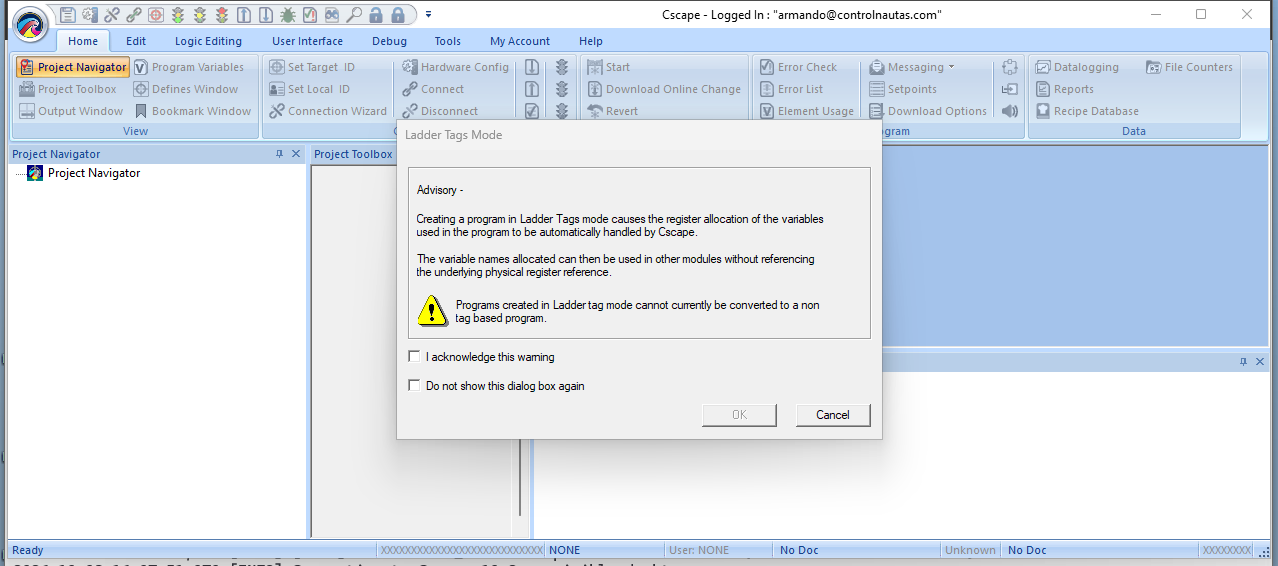 Cscape - Logged In : "armando@controlnautas.com"
Home Edit Logic Editing User Interface Debug Tools My Account Help
Project Navigator Program Variables Set Target ID Hardware Config Start Error Check Messaging Datalogging File Counters
Project Toolbox Defines Window Set Local ID Connect Download Online Change Error List Setpoints Reports
Output Window Bookmark Window Connection Wizard Disconnect Revert Element Usage Download Options Recipe Database
View C gram Data
Ladder Tags Mode
Project Navigator Project Toolbox
Project Navigator
Advisory -
Creating a program in Ladder Tags mode causes the register allocation of the variables
used in the program to be automatically handled by Cscape.
The variable names allocated can then be used in other modules without referencing
the underlying physical register reference.
Programs created in Ladder tag mode cannot currently be converted to a non
tag based program.
I acknowledge this warning
Do not show this dialog box again
OK Cancel
Ready XXXXXXXXXXXXXXXXXXXXXXXXXXX NONE User: NONE No Doc Unknown No Doc XXXXXXXX